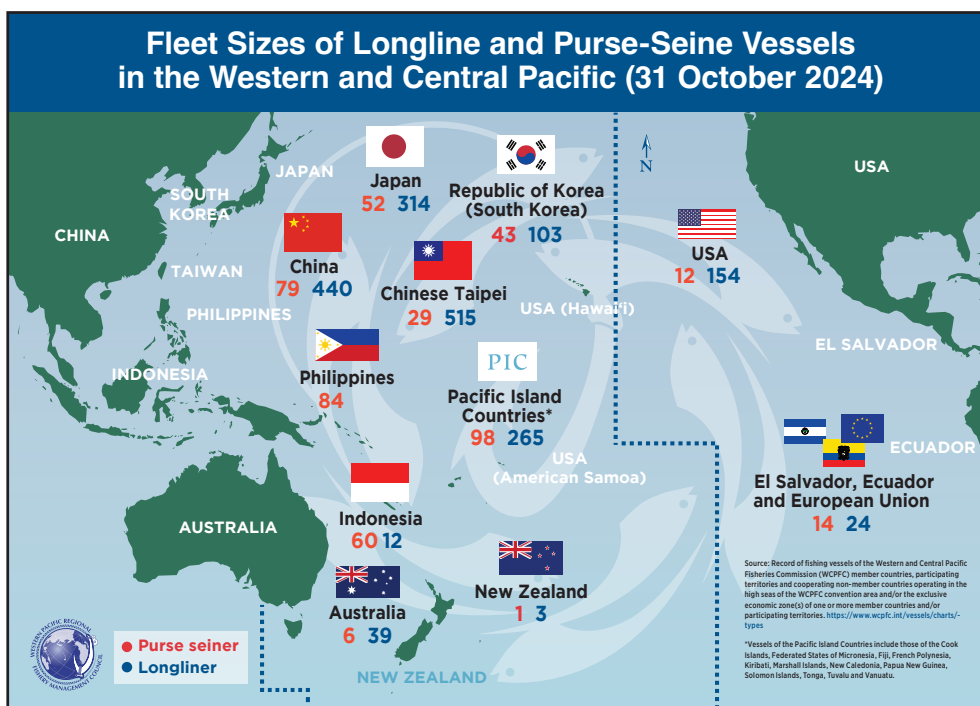 Fleet Sizes of Longline and Purse-Seine Vessels
in the Western and Central Pacific (31 October 2024)
JAPAN
SOUTH
KOREA
CHINA
TAIWAN
PHILIPPINES
INDONESIA
AUSTRALIA
NEW ZEALAND
USA (Hawai‘i)
USA
(American Samoa)
USA
EL SALVADOR
ECUADOR
N
Japan
52 314
Republic of Korea
(South Korea)
43 103
USA
12 154
China
79 440
Chinese Taipei
29 515
Philippines
84
PIC
Pacific Island
Countries*
98 265
El Salvador, Ecuador
and European Union
14 24
Indonesia
60 12
Australia
6 39
New Zealand
1 3
Purse seiner
Longliner
WESTERN PACIFIC REGIONAL
FISHERY MANAGEMENT COUNCIL
Source: Record of fishing vessels of the Western and Central Pacific
Fisheries Commission (WCPFC) member countries, participating
territories and cooperating non-member countries operating in the
high seas of the WCPFC convention area and/or the exclusive
economic zone(s) of one or more member countries and/or
participating territories. https://www.wcpfc.int/vessels/charts/-
types
*Vessels of the Pacific Island Countries include those of the Cook
Islands, Federated States of Micronesia, Fiji, French Polynesia,
Kiribati, Marshall Islands, New Caledonia, Papua New Guinea,
Solomon Islands, Tonga, Tuvalu and Vanuatu.